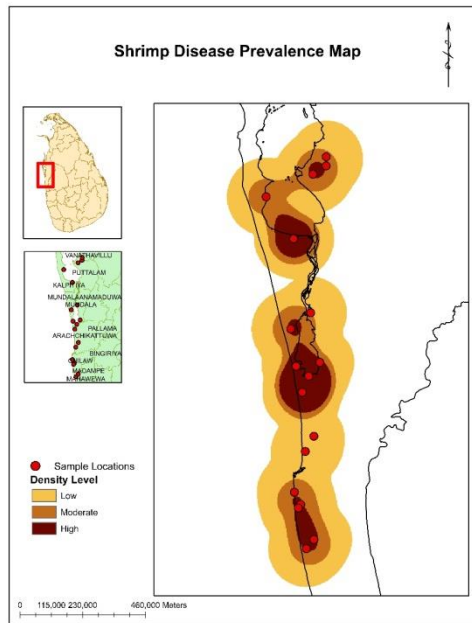 Shrimp Disease Prevalence Map
VANATHAVILLU
PUTTALAM
KALPITIYA
MUNDALAANAMADUWA
MUNDALA
PALLAMA
ARACHCHIKATTUWA
BINGIRIYA
CHILAW
MADAMPE
MAHAWEWA
Sample Locations
Density Level
Low
Moderate
High
0 115,000 230,000 460,000 Meters